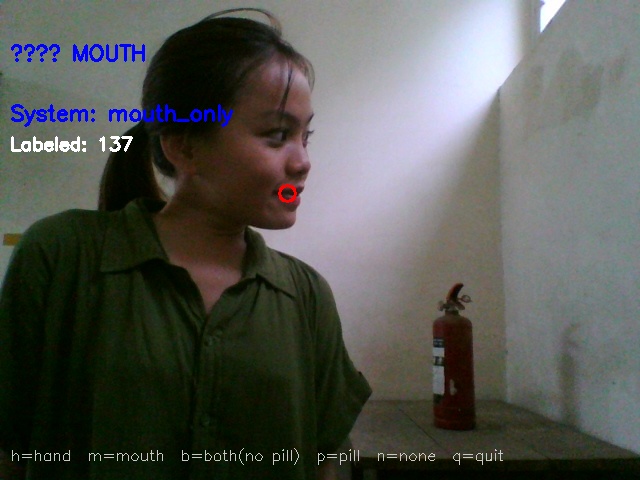 ???? MOUTH
System: mouth_only
Labeled: 137
h=hand m=mouth b=both(no pill) p=pill n=none q=quit